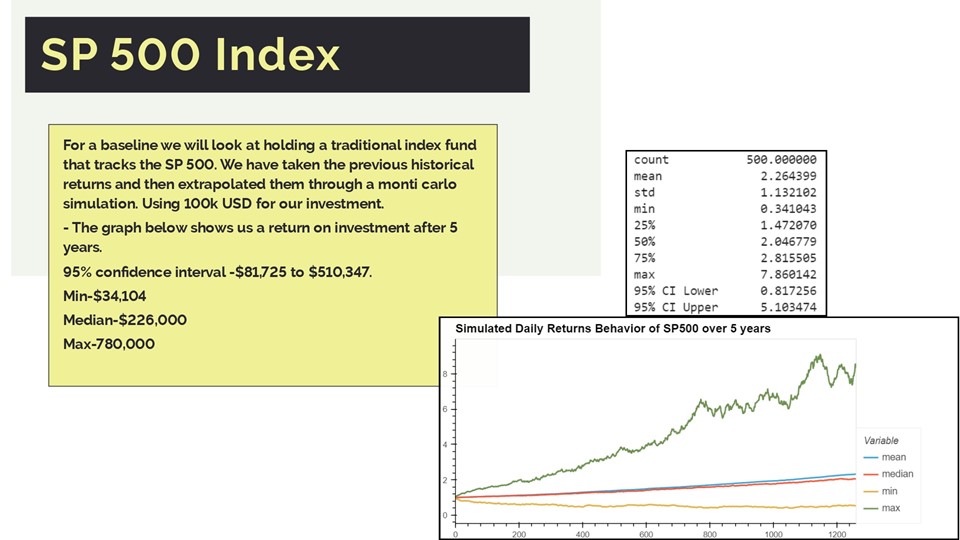 SP 500 Index
For a baseline we will look at holding a traditional index fund
that tracks the SP 500. We have taken the previous historical
returns and then extrapolated them through a monti carlo
simulation. Using 100k USD for our investment.
- The graph below shows us a return on investment after 5
years.
95% confidence interval -$81,725 to $510,347.
Min-$34,104
Median-$226,000
Max-780,000
count 500.000000
mean 2.264399
std 1.132102
min 0.341043
25% 1.472070
50% 2.046779
75% 2.815505
max 7.860142
95% CI Lower 0.817256
95% CI Upper 5.103474
Simulated Daily Returns Behavior of SP500 over 5 years
8
6
4
2
0
0 200 400 600 800 1000 1200
Variable
mean
median
min
max